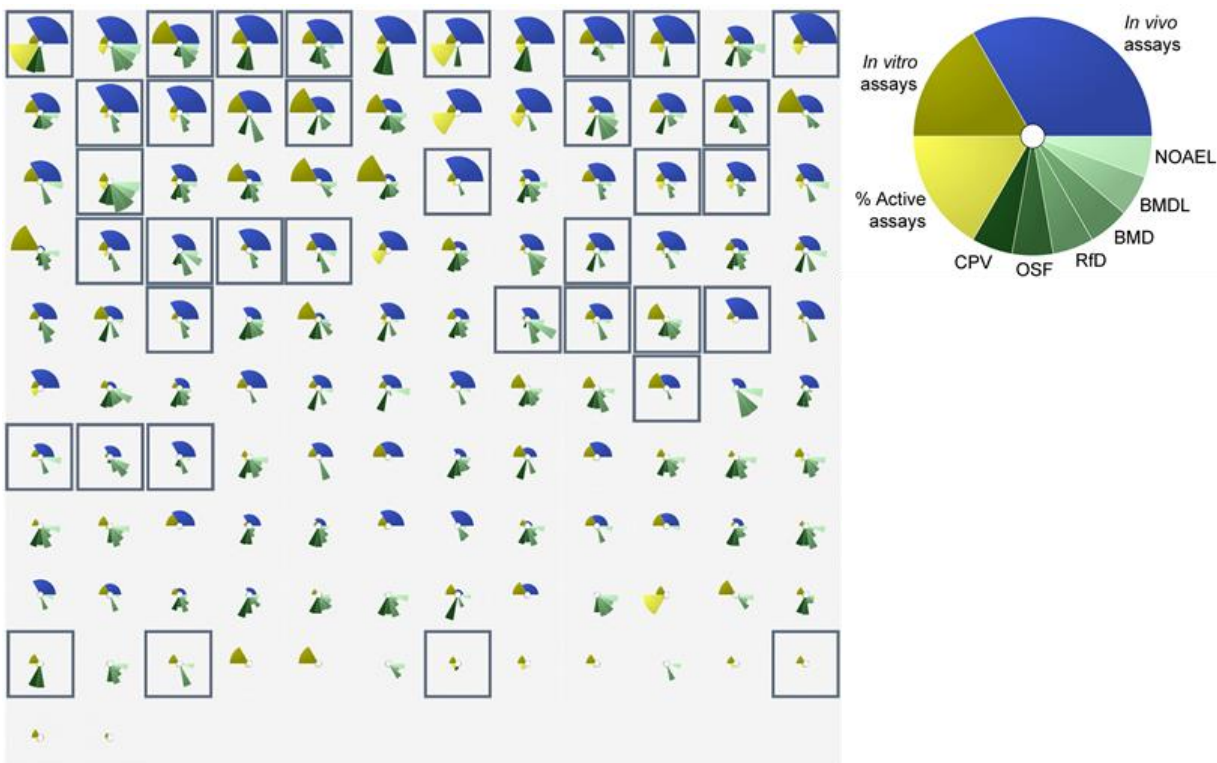 In vivo
assays
In vitro
assays
NOAEL
% Active
assays
BMDL
BMD
CPV
OSF
RfD